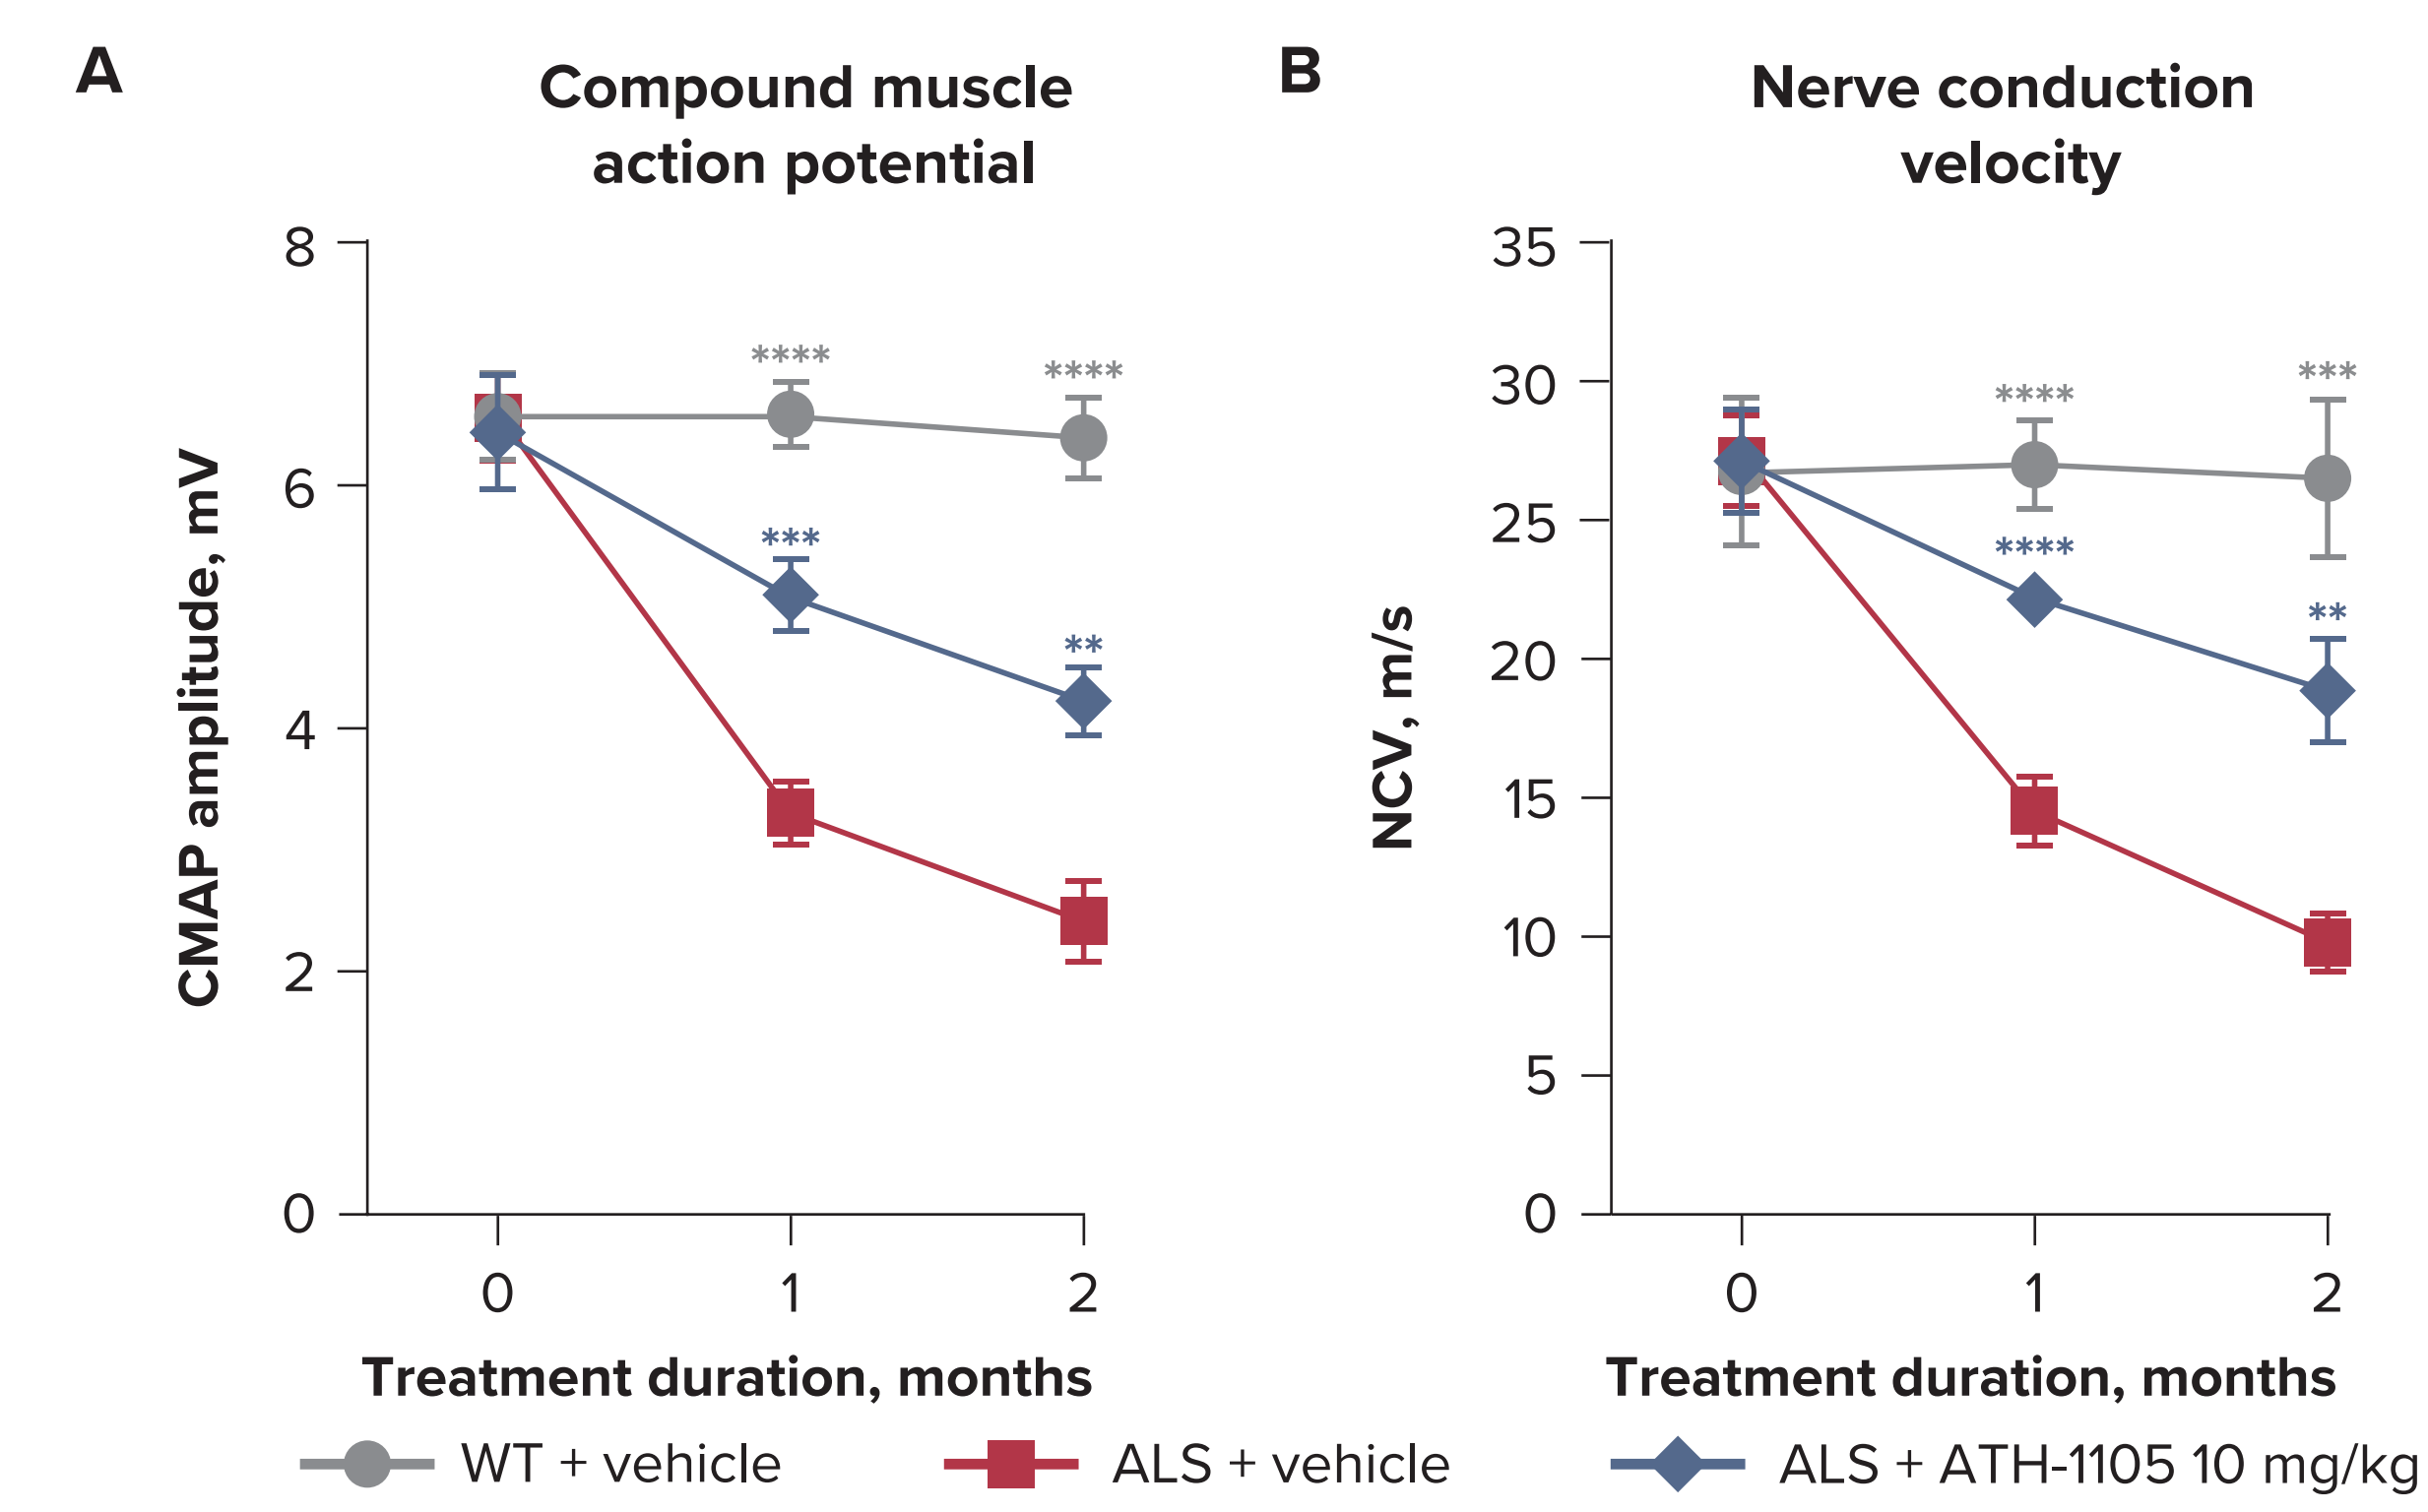 A
Compound muscle
action potential
CMAP amplitude, mV
8
6
4
2
0
****
****
***
**
0 1 2
Treatment duration, months
B
Nerve conduction
velocity
NCV, m/s
35
30
25
20
15
10
5
0
****
***
****
**
0 1 2
Treatment duration, months
WT + vehicle
ALS + vehicle
ALS + ATH-1105 10 mg/kg